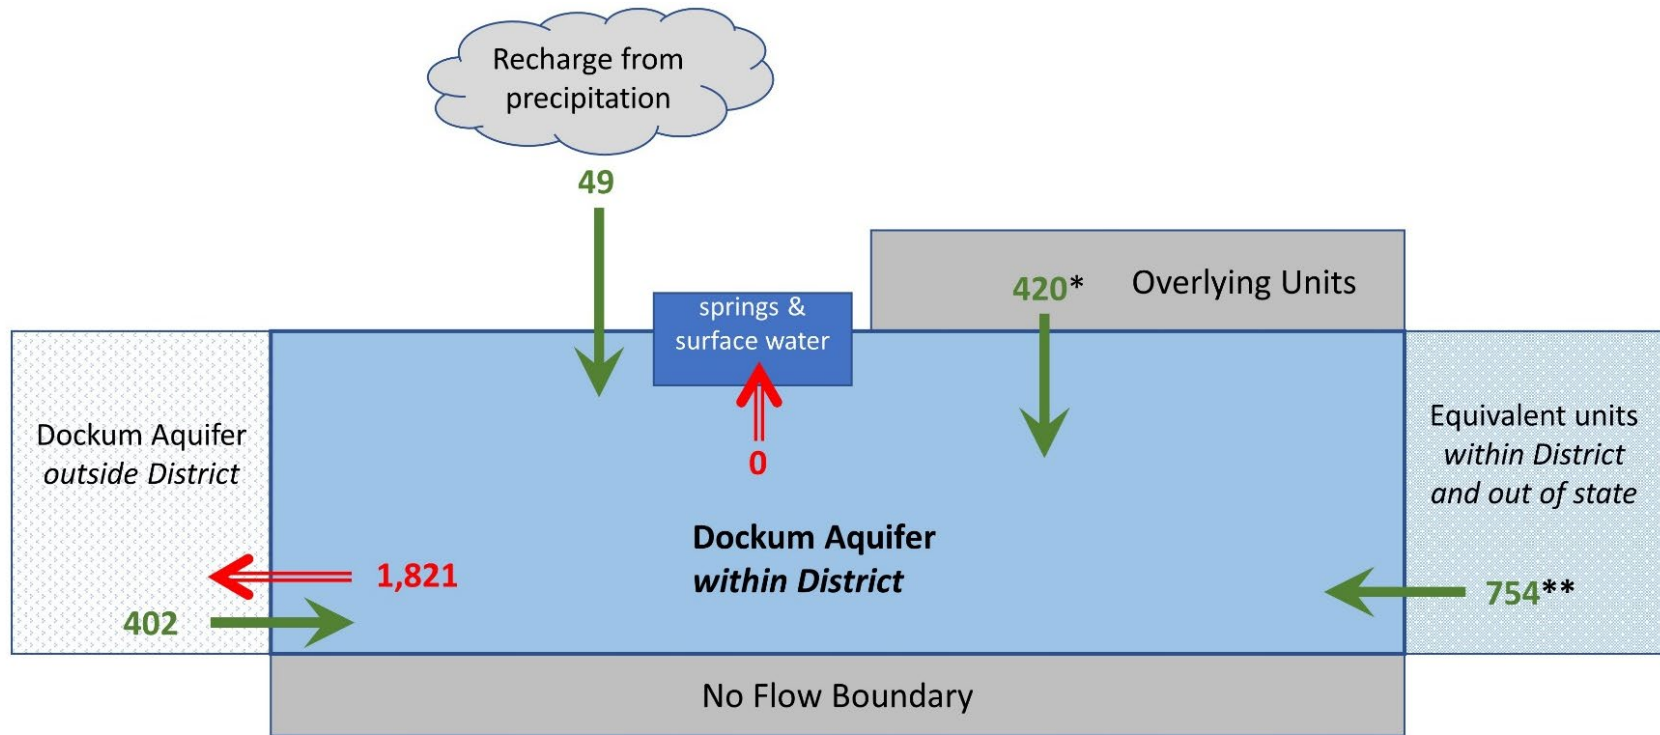 Recharge from
precipitation
49
420*
Overlying Units
springs &
surface water
0
Dockum Aquifer
outside District
Equivalent units
within District
and out of state
Dockum Aquifer
within District
1,821
402
754**
No Flow Boundary